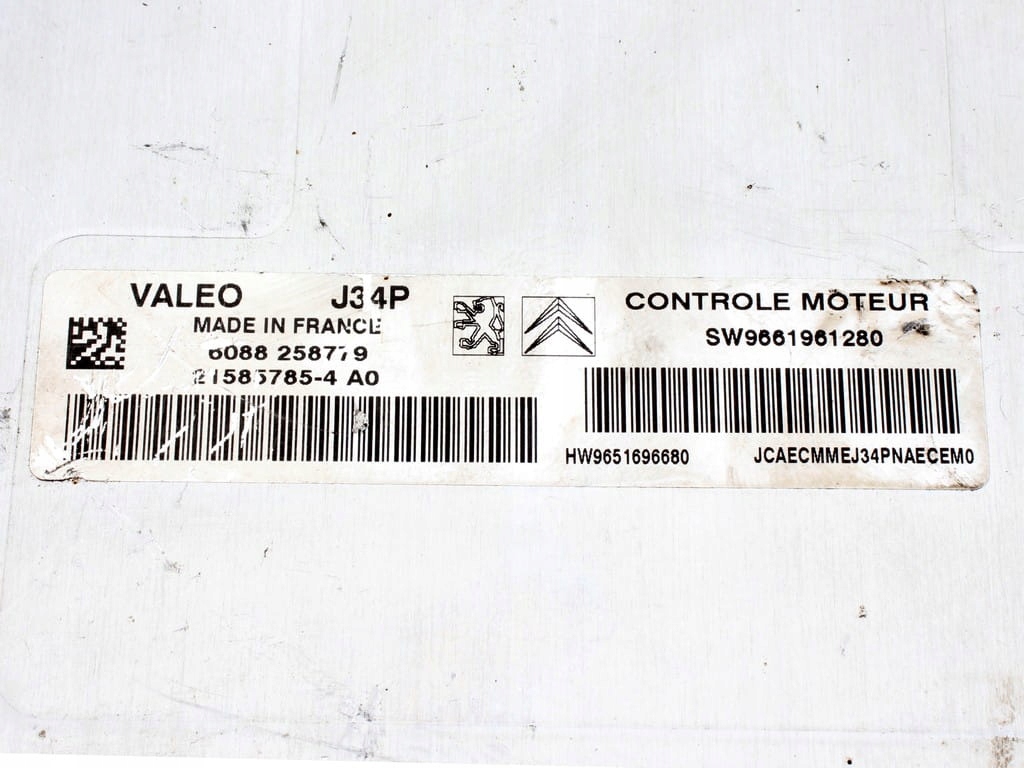 VALEO J34P
MADE IN FRANCE
6088 258779
21585785-4 A0
CONTROLE MOTEUR
SW9661961280
HW9651696680 JCAECMMEJ34PNAECEM0